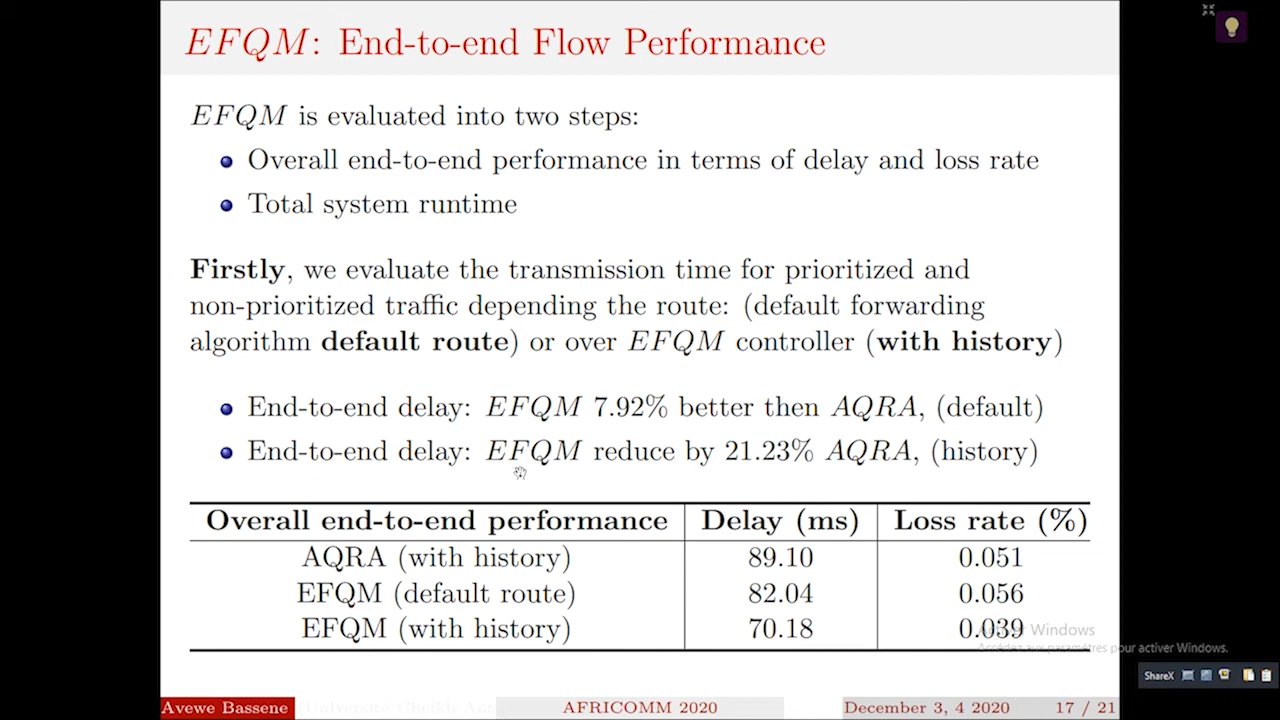 EFQM: End-to-end Flow Performance
EFQM is evaluated into two steps:
Overall end-to-end performance in terms of delay and loss rate
Total system runtime
Firstly, we evaluate the transmission time for prioritized and
non-prioritized traffic depending the route: (default forwarding
algorithm default route) or over EFQM controller (with history)
End-to-end delay: EFQM 7.92% better then AQRA, (default)
End-to-end delay: EFQM reduce by 21.23% AQRA, (history)
Overall end-to-end performance Delay (ms) Loss rate (%)
AQRA (with history) 89.10 0.051
EFQM (default route) 82.04 0.056
EFQM (with history) 70.18 0.039
Windows
pour activer Windows.
ShareX
Avewe Bassene AFRICOMM 2020 December 3, 4 2020 17 / 21